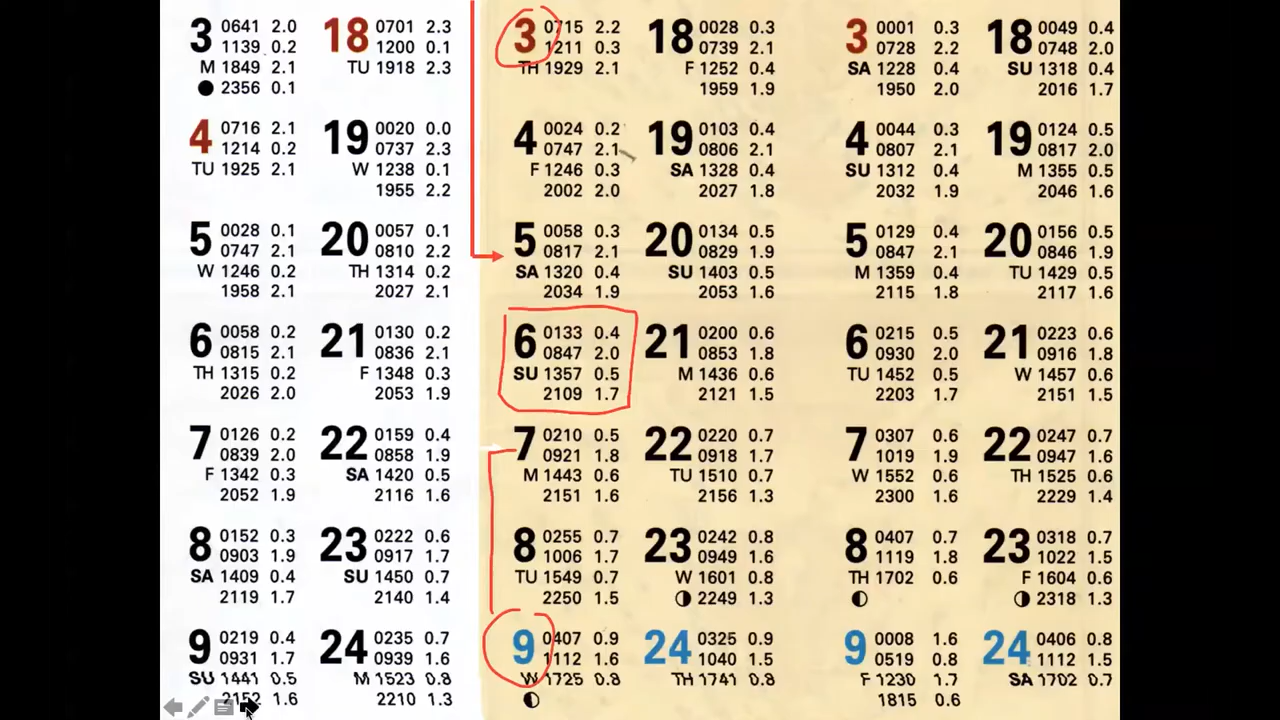 3 0641 2.0
1139 0.2
M 1849 2.1
2356 0.1
4 0716 2.1
1214 0.2
TU 1925 2.1
5 0028 0.1
0747 2.1
W 1246 0.2
1958 2.1
6 0058 0.2
0815 2.1
TH 1315 0.2
2026 2.0
7 0126 0.2
0839 2.0
F 1342 0.3
2052 1.9
8 0152 0.3
0903 1.9
SA 1409 0.4
2119 1.7
9 0219 0.4
0931 1.7
SU 1441 0.5
2152 1.6
18 0701 2.3
1200 0.1
TU 1918 2.3
19 0020 0.0
0737 2.3
W 1238 0.1
1955 2.2
20 0057 0.1
0810 2.2
TH 1314 0.2
2027 2.1
21 0130 0.2
0836 2.1
F 1348 0.3
2053 1.9
22 0159 0.4
0858 1.9
SA 1420 0.5
2116 1.6
23 0222 0.6
0917 1.7
SU 1450 0.7
2140 1.4
24 0235 0.7
0939 1.6
M 1523 0.8
2210 1.3
3 0715 2.2
1211 0.3
TH 1929 2.1
4 0024 0.2
0747 2.1
F 1246 0.3
2002 2.0
5 0058 0.3
0817 2.1
SA 1320 0.4
2034 1.9
6 0133 0.4
0847 2.0
SU 1357 0.5
2109 1.7
7 0210 0.5
0921 1.8
M 1443 0.6
2151 1.6
8 0255 0.7
1006 1.7
TU 1549 0.7
2250 1.5
9 0407 0.9
1112 1.6
W 1725 0.8
18 0028 0.3
0739 2.1
F 1252 0.4
1959 1.9
19 0103 0.4
0806 2.1
SA 1328 0.4
2027 1.8
20 0134 0.5
0829 1.9
SU 1403 0.5
2053 1.6
21 0200 0.6
0853 1.8
M 1436 0.6
2121 1.5
22 0220 0.7
0918 1.7
TU 1510 0.7
2156 1.3
23 0242 0.8
0949 1.6
W 1601 0.8
2249 1.3
24 0325 0.9
1040 1.5
TH 1741 0.8
3 0001 0.3
0728 2.2
SA 1228 0.4
1950 2.0
4 0044 0.3
0807 2.1
SU 1312 0.4
2032 1.9
5 0129 0.4
0847 2.1
M 1359 0.4
2115 1.8
6 0215 0.5
0930 2.0
TU 1452 0.5
2203 1.7
7 0307 0.6
1019 1.9
W 1552 0.6
2300 1.6
8 0407 0.7
1119 1.8
TH 1702 0.6
9 0008 1.6
0519 0.8
F 1230 1.7
1815 0.6
18 0049 0.4
0748 2.0
SU 1318 0.4
2016 1.7
19 0124 0.5
0817 2.0
M 1355 0.5
2046 1.6
20 0156 0.5
0846 1.9
TU 1429 0.5
2117 1.6
21 0223 0.6
0916 1.8
W 1457 0.6
2151 1.5
22 0247 0.7
0947 1.6
TH 1525 0.6
2229 1.4
23 0318 0.7
1022 1.5
F 1604 0.6
2318 1.3
24 0406 0.8
1112 1.5
SA 1702 0.7